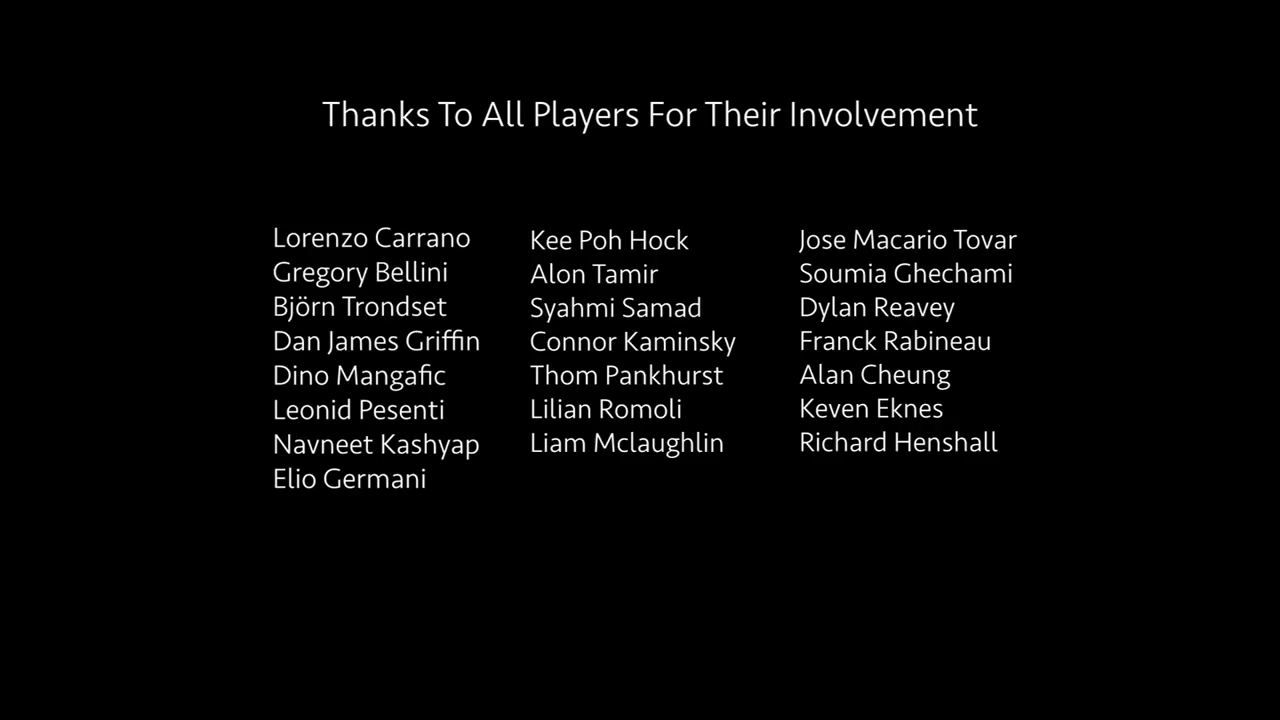 Thanks To All Players For Their Involvement
Lorenzo Carrano
Gregory Bellini
Björn Trondset
Dan James Griffin
Dino Mangafic
Leonid Pesenti
Navneet Kashyap
Elio Germani
Kee Poh Hock
Alon Tamir
Syahmi Samad
Connor Kaminsky
Thom Pankhurst
Lilian Romoli
Liam Mclaughlin
Jose Macario Tovar
Soumia Ghechami
Dylan Reavey
Franck Rabineau
Alan Cheung
Keven Eknes
Richard Henshall